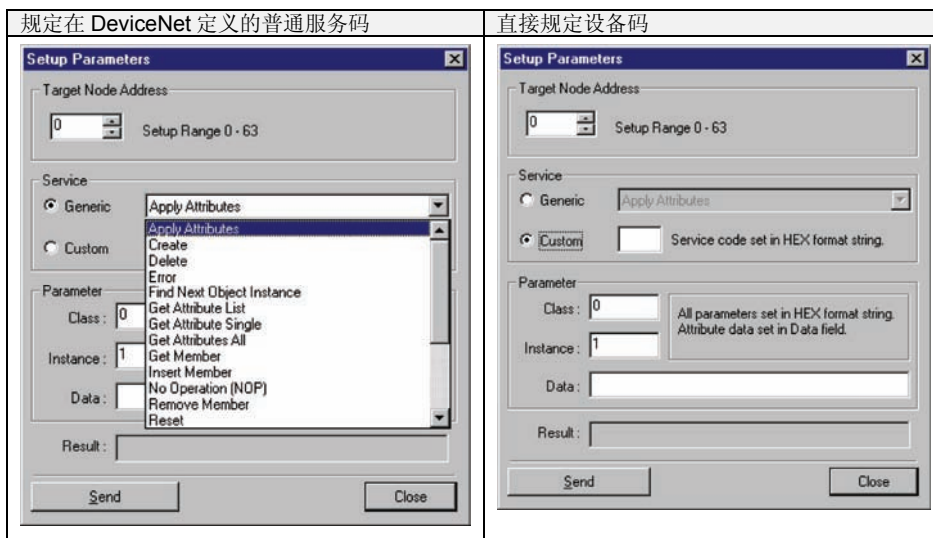 规定在 DeviceNet 定义的普通服务码
直接规定设备码
Setup Parameters
Target Node Address
0
Setup Range 0 - 63
Service
Generic
Apply Attributes
Apply Attributes
Create
Custom
Delete
Error
Find Next Object Instance
Parameter
Get Attribute List
Class : 0
Get Attribute Single
Get Attributes All
Instance : 1
Get Member
Insert Member
No Operation (NOP)
Data :
Remove Member
Reset
Result :
Send
Close
Setup Parameters
Target Node Address
0
Setup Range 0 - 63
Service
Generic
Apply Attributes
Custom
Service code set in HEX format string.
Parameter
Class : 0
All parameters set in HEX format string.
Attribute data set in Data field.
Instance : 1
Data :
Result :
Send
Close